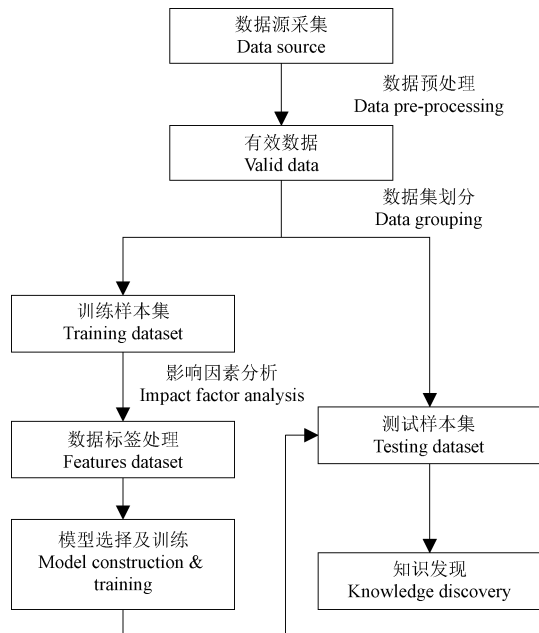 数据源采集
Data source
数据预处理
Data pre-processing
有效数据
Valid data
数据集划分
Data grouping
训练样本集
Training dataset
影响因素分析
Impact factor analysis
数据标签处理
Features dataset
测试样本集
Testing dataset
模型选择及训练
Model construction &
training
知识发现
Knowledge discovery